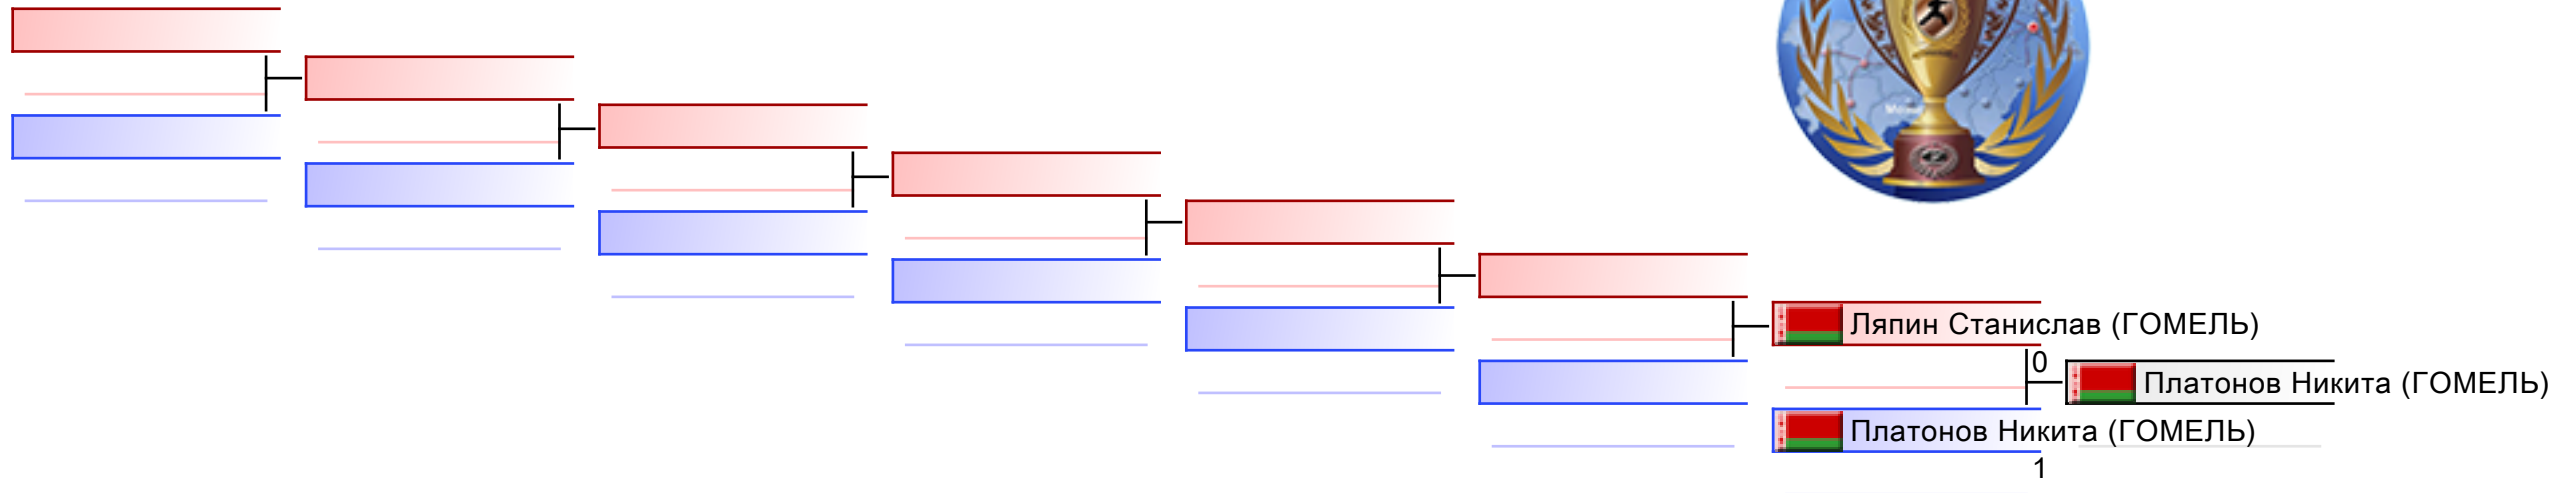 Ляпин Станислав (ГОМЕЛЬ)
0
Платонов Никита (ГОМЕЛЬ)
Платонов Никита (ГОМЕЛЬ)
1